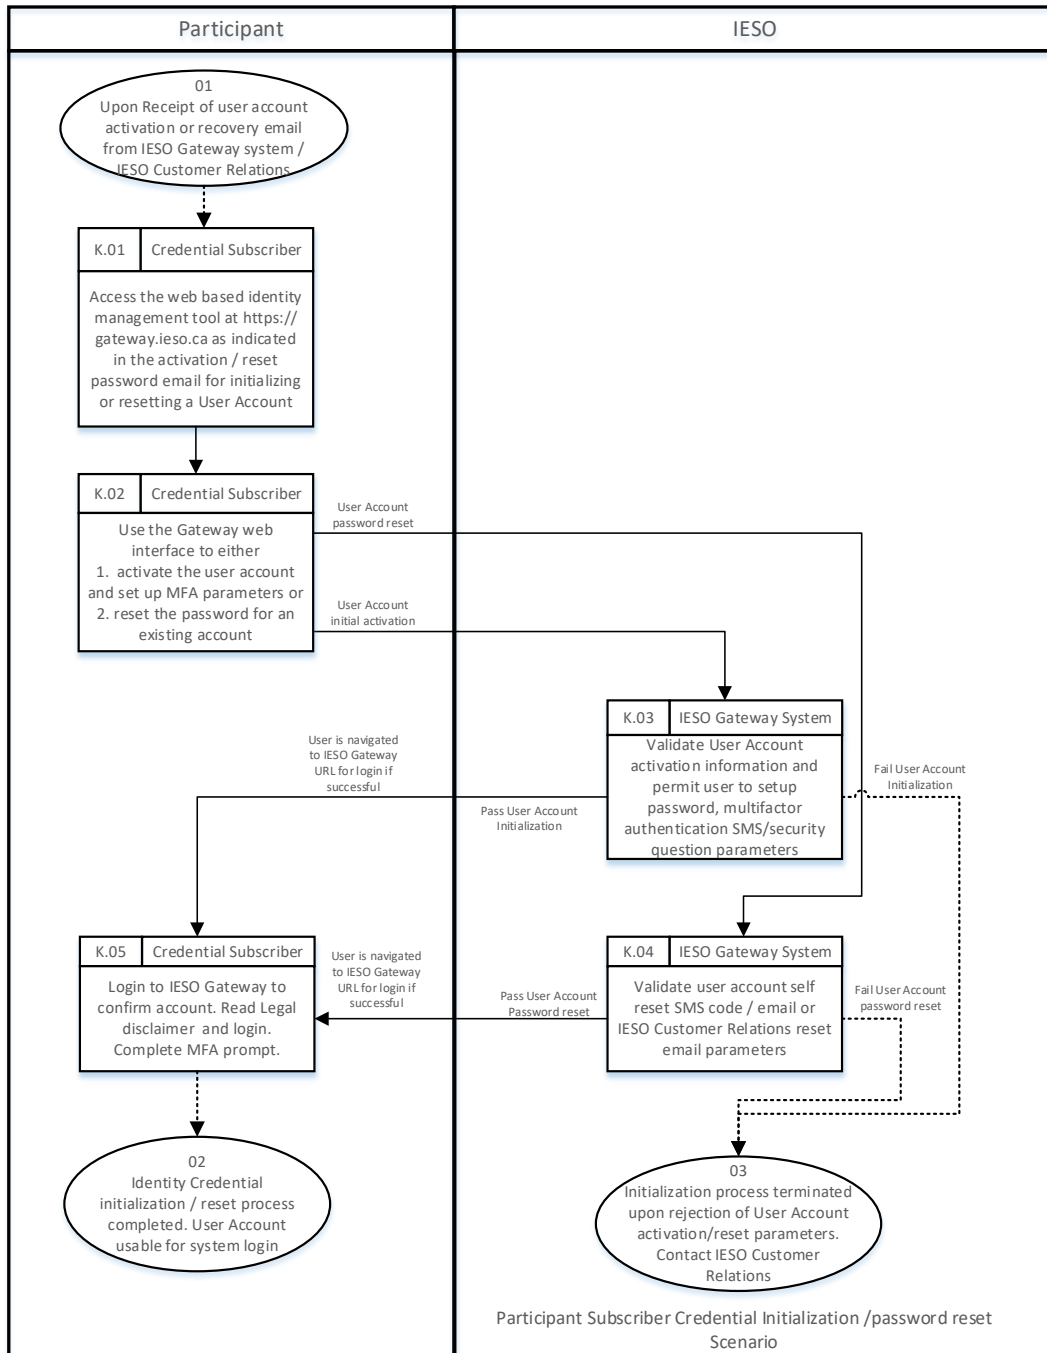 Participant
IESO
01
Upon Receipt of user account
activation or recovery email
from IESO Gateway system /
IESO Customer Relations
K.01
Credential Subscriber
Access the web based identity
management tool at https://
gateway.ieso.ca as indicated
in the activation / reset
password email for initializing
or resetting a User Account
K.02
Credential Subscriber
Use the Gateway web
interface to either
1. activate the user account
and set up MFA parameters or
2. reset the password for an
existing account
User Account
password reset
User Account
initial activation
K.03
IESO Gateway System
Validate User Account
activation information and
permit user to setup
password, multifactor
authentication SMS/security
question parameters
User is navigated
to IESO Gateway
URL for login if
successful
Pass User Account
Initialization
Fail User Account
Initialization
K.05
Credential Subscriber
Login to IESO Gateway to
confirm account. Read Legal
disclaimer and login.
Complete MFA prompt.
User is navigated
to IESO Gateway
URL for login if
successful
Pass User Account
Password reset
K.04
IESO Gateway System
Validate user account self
reset SMS code / email or
IESO Customer Relations reset
email parameters
Fail User Account
password reset
02
Identity Credential
initialization / reset process
completed. User Account
usable for system login
03
Initialization process terminated
upon rejection of User Account
activation/reset parameters.
Contact IESO Customer
Relations
Participant Subscriber Credential Initialization /password reset
Scenario